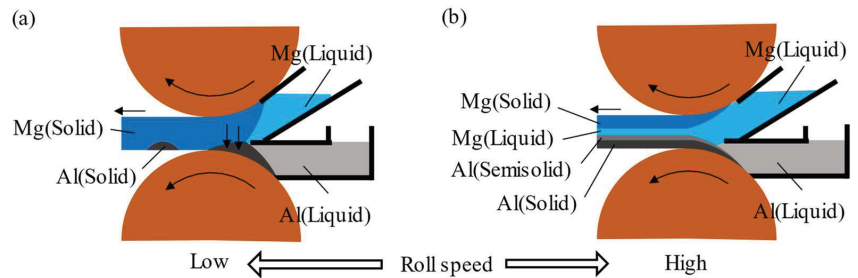 (a)
Mg(Liquid)
Mg(Solid)
Al(Solid)
Al(Liquid)
(b)
Mg(Liquid)
Mg(Solid)
Mg(Liquid)
Al(Semisolid)
Al(Solid)
Al(Liquid)
Low
Roll speed
High